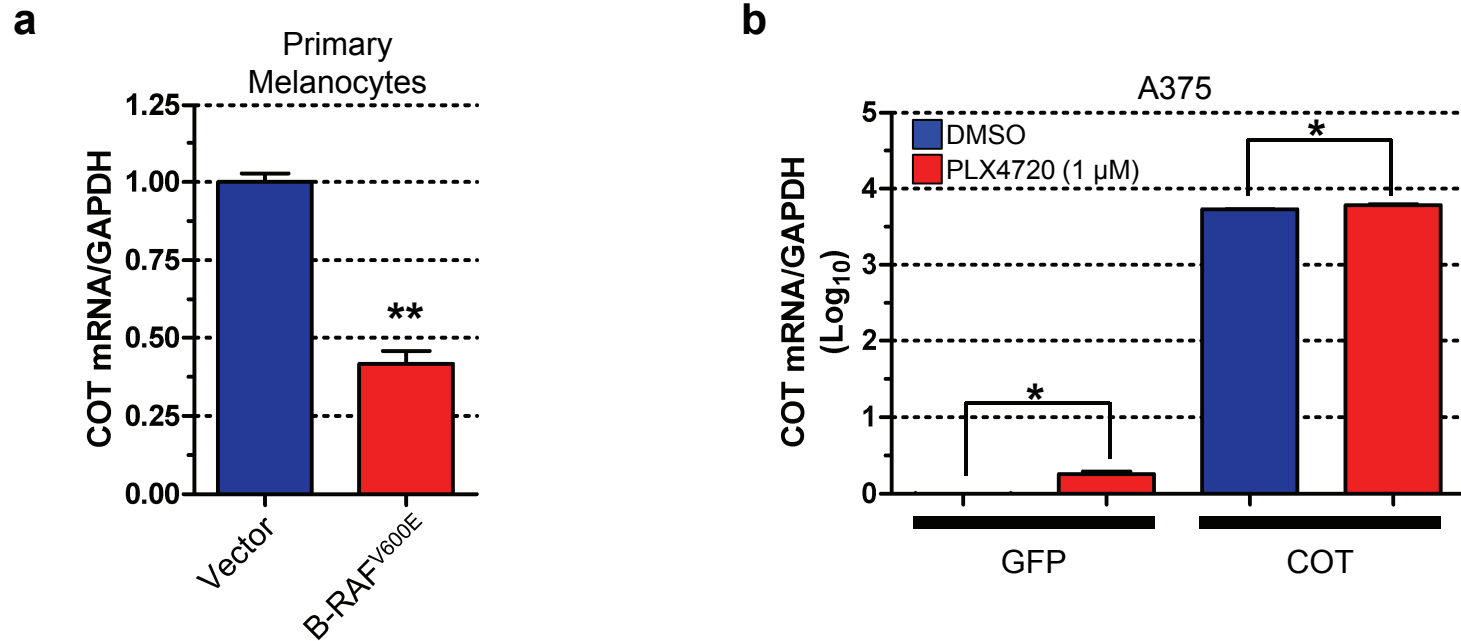 a
Primary
Melanocytes
COT mRNA/GAPDH
1.25
1.00
0.75
0.50
0.25
0.00
**
Vector
B-RAFV600E
b
A375
COT mRNA/GAPDH
(Log10)
5
4
3
2
1
0
DMSO
PLX4720 (1 µM)
*
*
GFP
COT